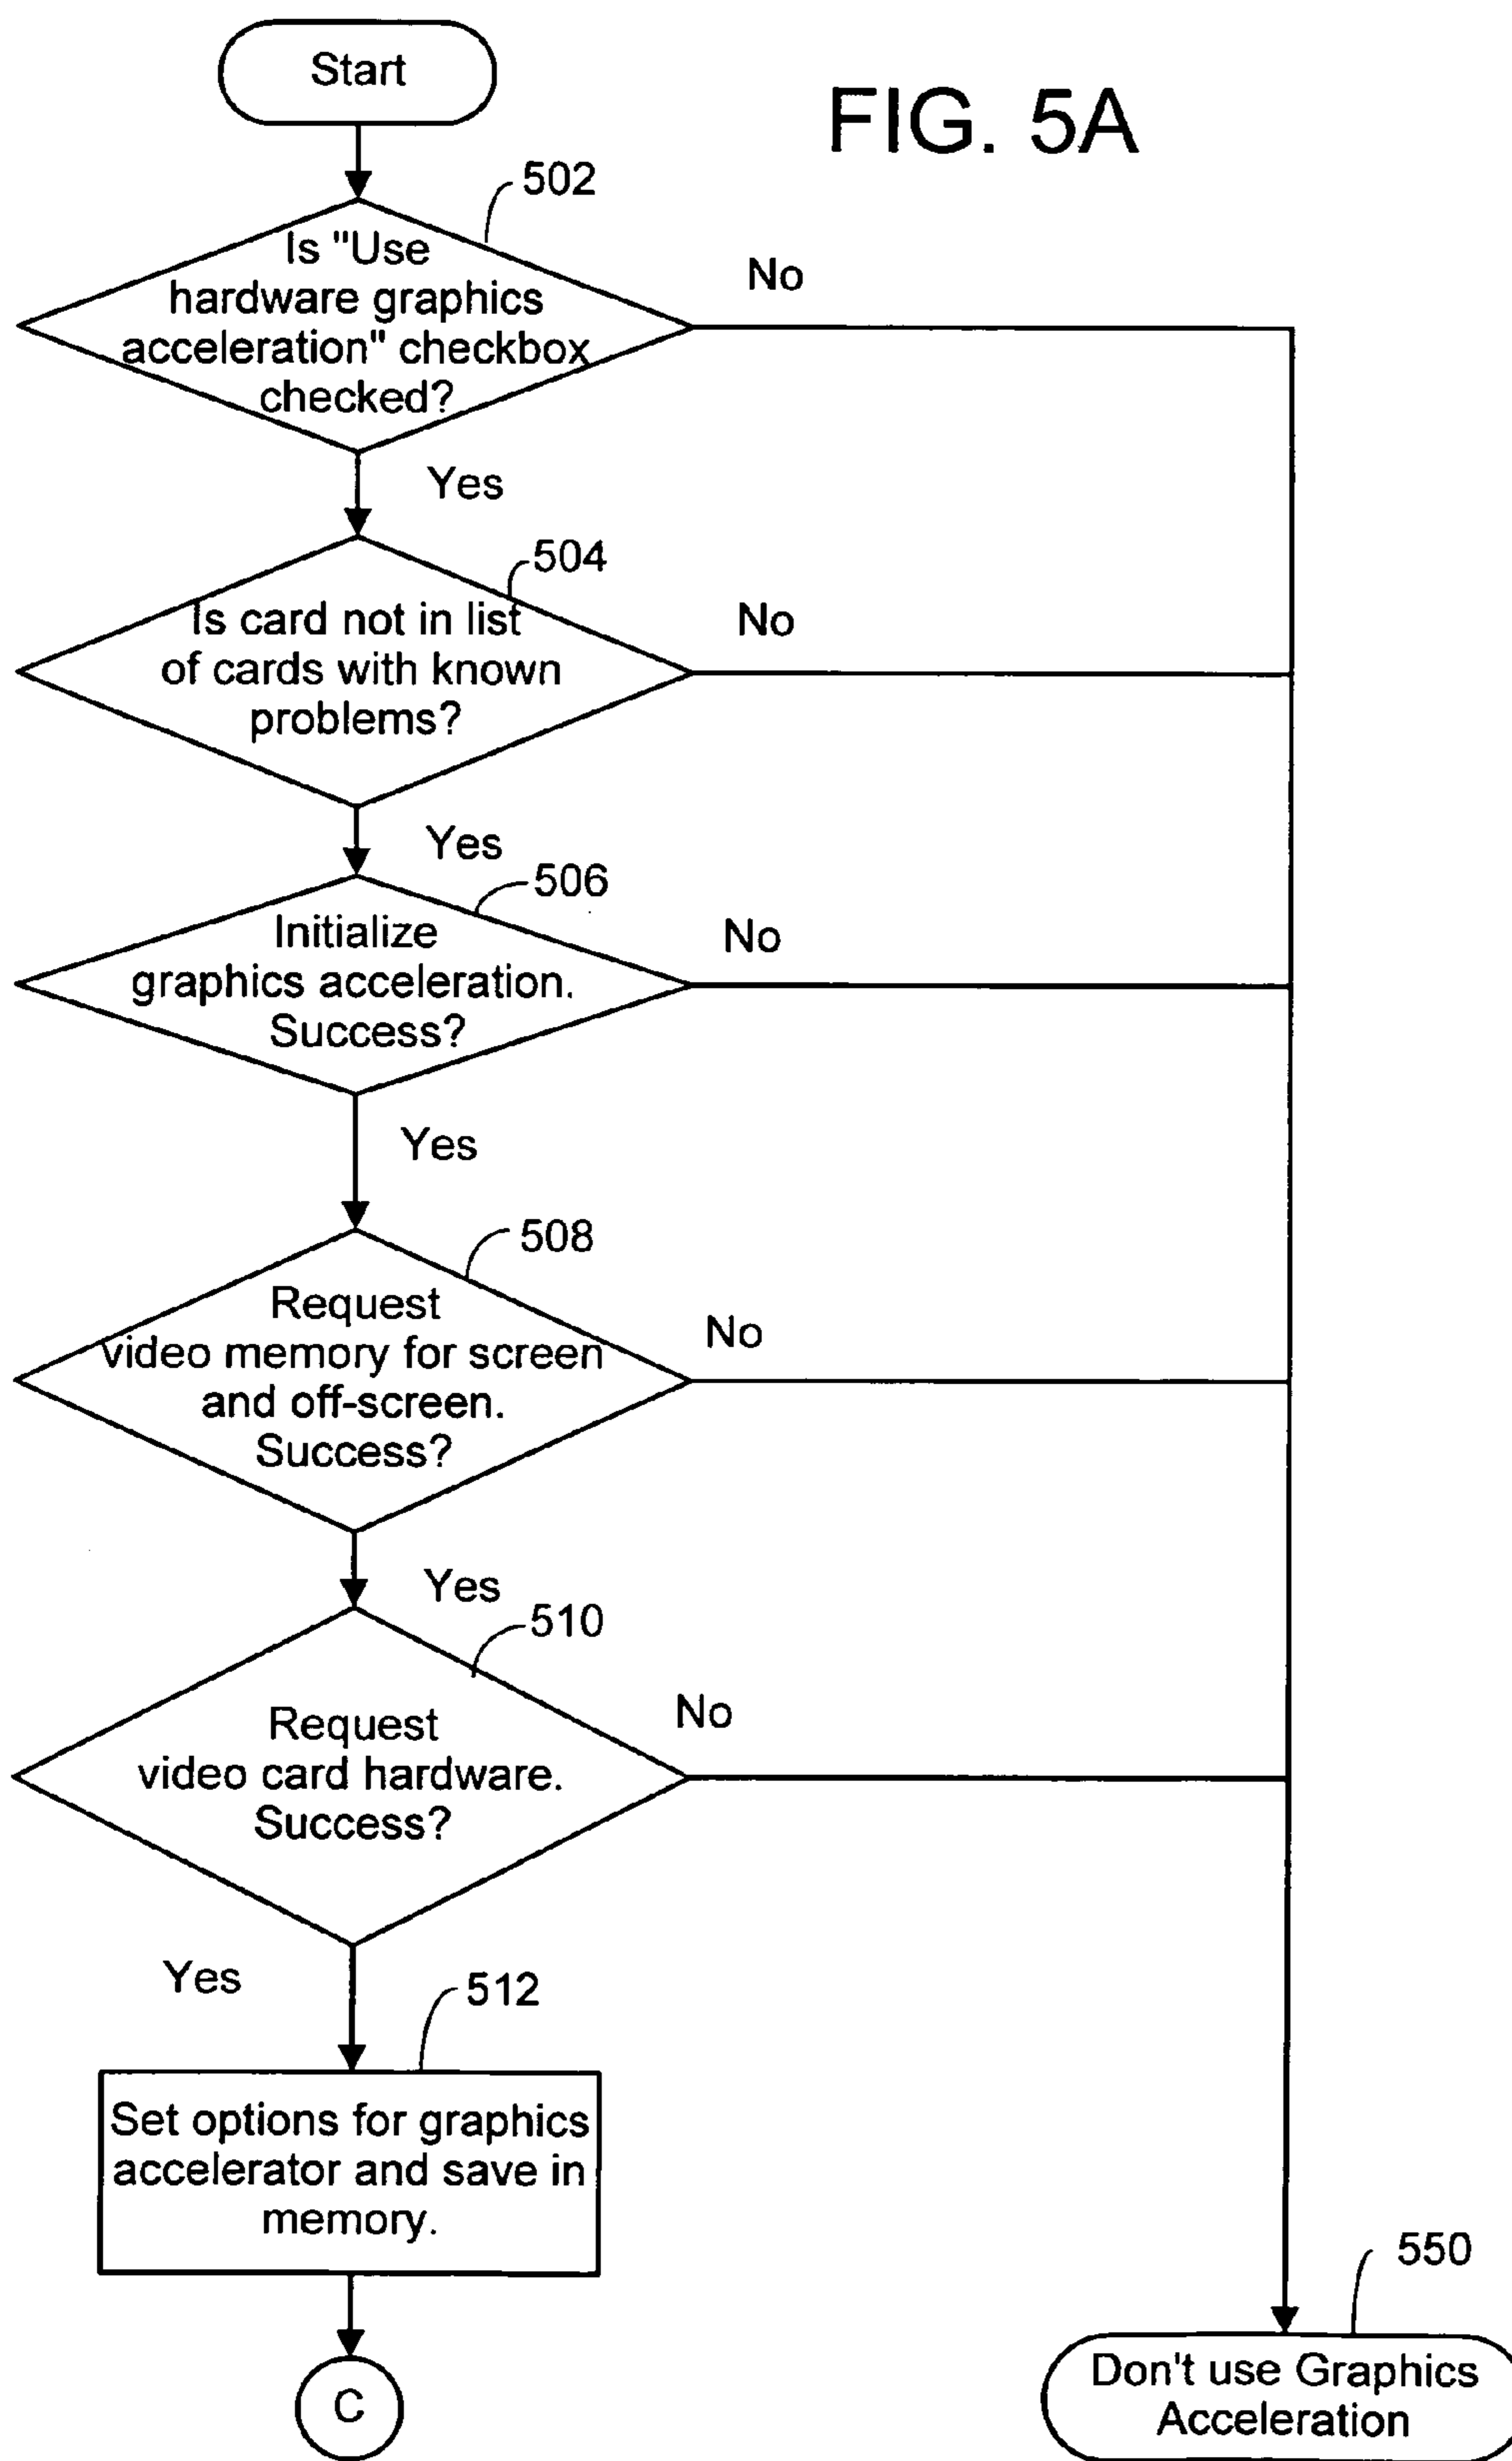 Start
FIG. 5A
502
Is "Use
hardware graphics
acceleration" checkbox
checked?
No
Yes
504
Is card not in list
of cards with known
problems?
No
Yes
506
Initialize
graphics acceleration.
Success?
No
Yes
508
Request
video memory for screen
and off-screen.
Success?
No
Yes
510
Request
video card hardware.
Success?
No
Yes
512
Set options for graphics
accelerator and save in
memory.
C
550
Don't use Graphics
Acceleration